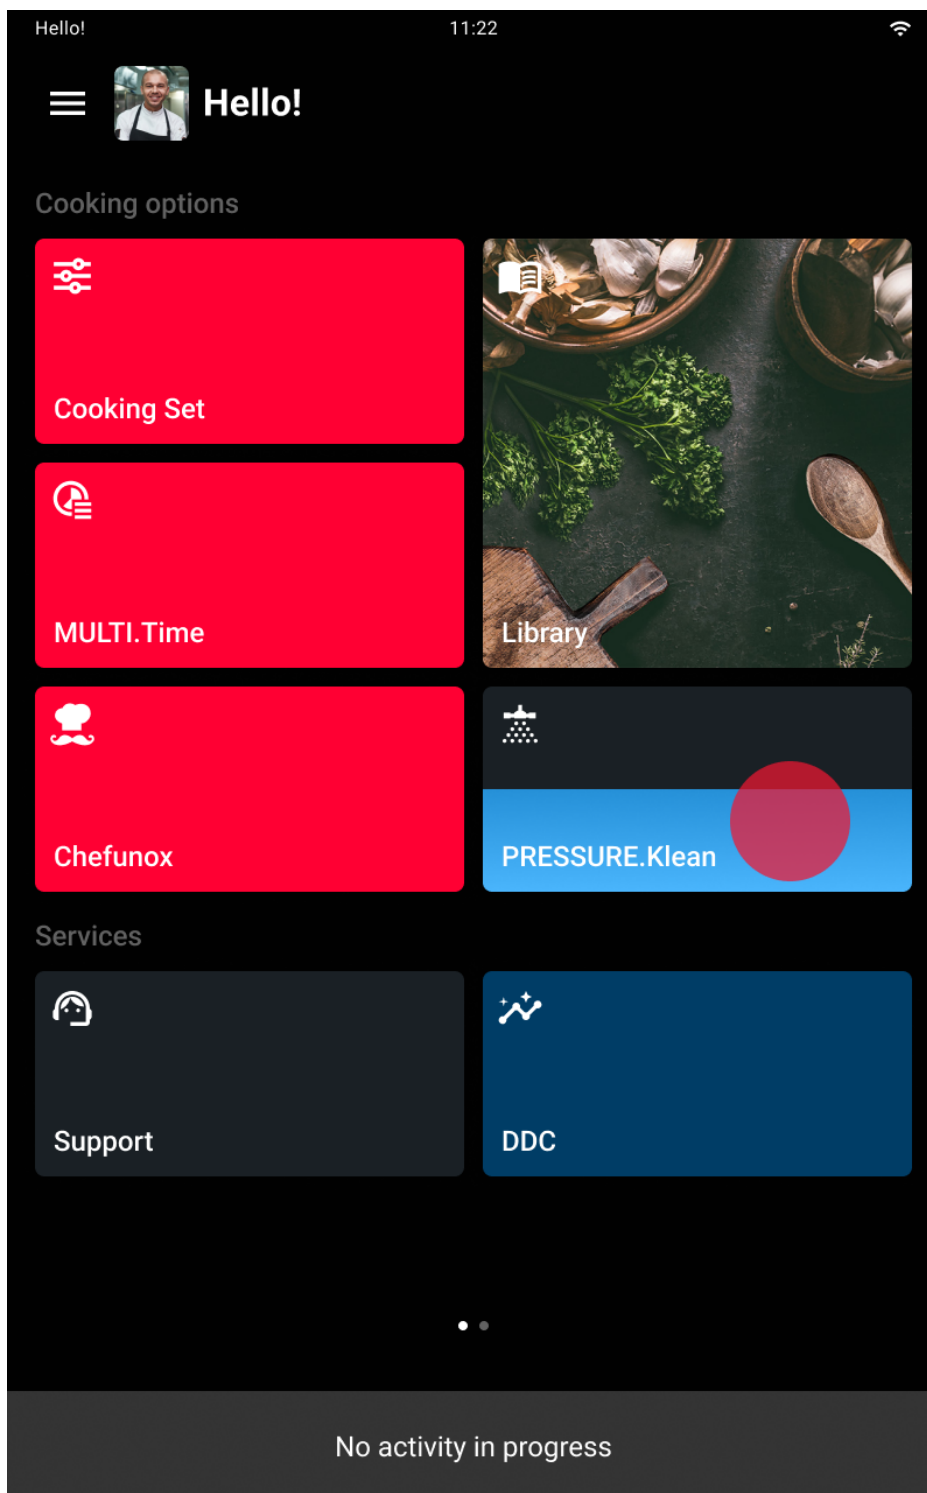 Hello!
11:22
Hello!
Cooking options
Cooking Set
MULTI.Time
Library
Chefunox
PRESSURE.Klean
Services
Support
DDC
No activity in progress